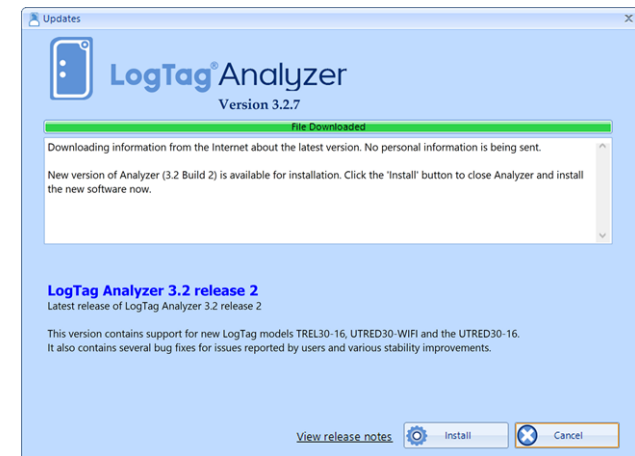 Updates
LogTag® Analyzer
Version 3.2.7
File Downloaded
Downloading information from the Internet about the latest version. No personal information is being sent.
New version of Analyzer (3.2 Build 2) is available for installation. Click the 'Install' button to close Analyzer and install
the new software now.
LogTag Analyzer 3.2 release 2
Latest release of LogTag Analyzer 3.2 release 2
This version contains support for new LogTag models TREL30-16, UTRED30-WIFI and the UTRED30-16.
It also contains several bug fixes for issues reported by users and various stability improvements.
View release notes Install Cancel